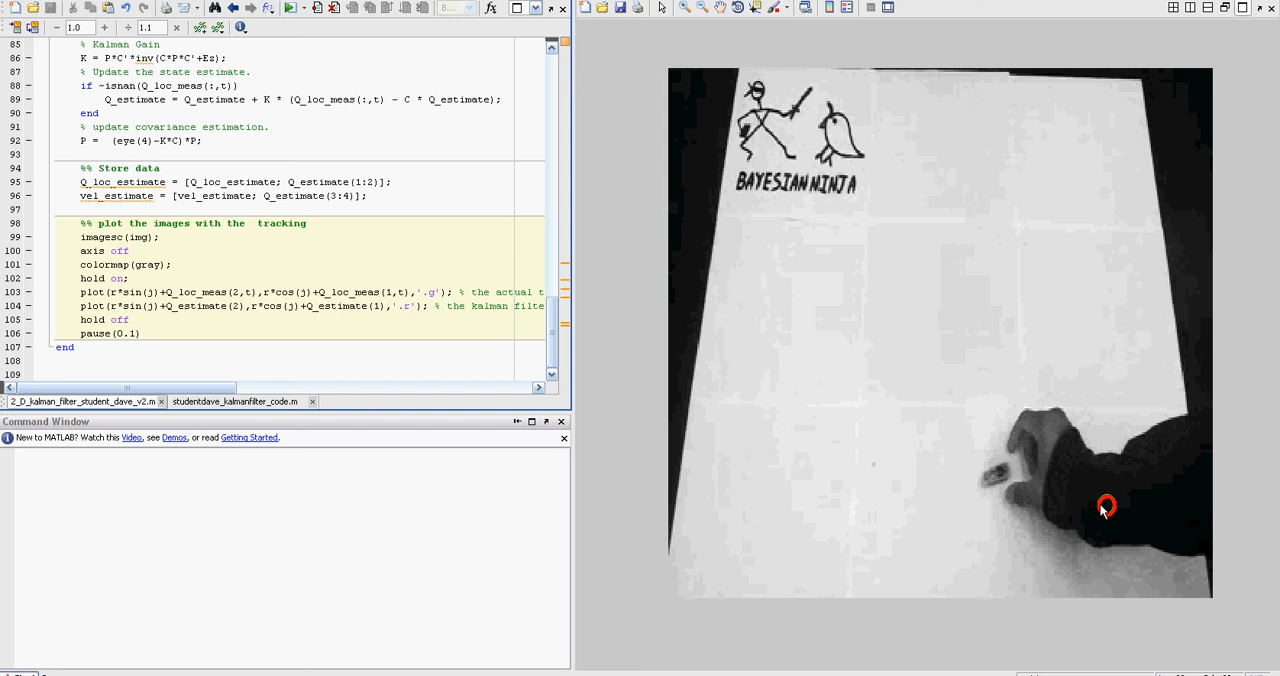 B...
fx
1.0
1.1
85
86
87
88
89
90
91
92
93
94
95
96
97
98
99
100
101
102
103
104
105
106
107
108
109
% Kalman Gain
K = P*C'*inv(C*P*C'+Ez);
% Update the state estimate.
if ~isnan(Q_loc_meas(:,t))
Q_estimate = Q_estimate + K * (Q_loc_meas(:,t) - C * Q_estimate);
end
% update covariance estimation.
P =  (eye(4)-K*C)*P;
%% Store data
Q_loc_estimate = [Q_loc_estimate; Q_estimate(1:2)];
vel_estimate = [vel_estimate; Q_estimate(3:4)];
%% plot the images with the  tracking
imagesc(img);
axis off
colormap(gray);
hold on;
plot(r*sin(j)+Q_loc_meas(2,t),r*cos(j)+Q_loc_meas(1,t),'.g'); % the actual t
plot(r*sin(j)+Q_estimate(2),r*cos(j)+Q_estimate(1),'.r'); % the kalman filte
hold off
pause(0.1)
end
2_D_kalman_filter_student_dave_v2.m
studentdave_kalmanfilter_code.m
Command Window
New to MATLAB? Watch this Video, see Demos, or read Getting Started.
BAYESIAN NINJA